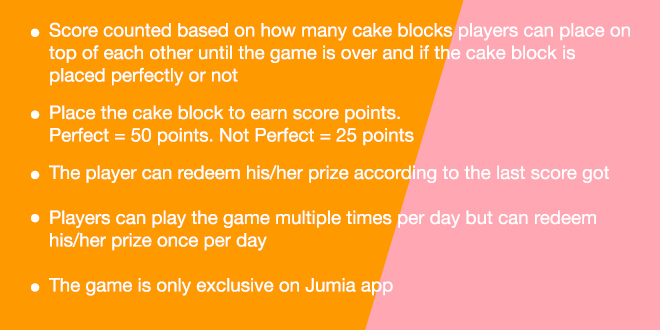 • Score counted based on how many cake blocks players can place on
top of each other until the game is over and if the cake block is
placed perfectly or not
• Place the cake block to earn score points.
Perfect = 50 points. Not Perfect = 25 points
• The player can redeem his/her prize according to the last score got
• Players can play the game multiple times per day but can redeem
his/her prize once per day
• The game is only exclusive on Jumia app